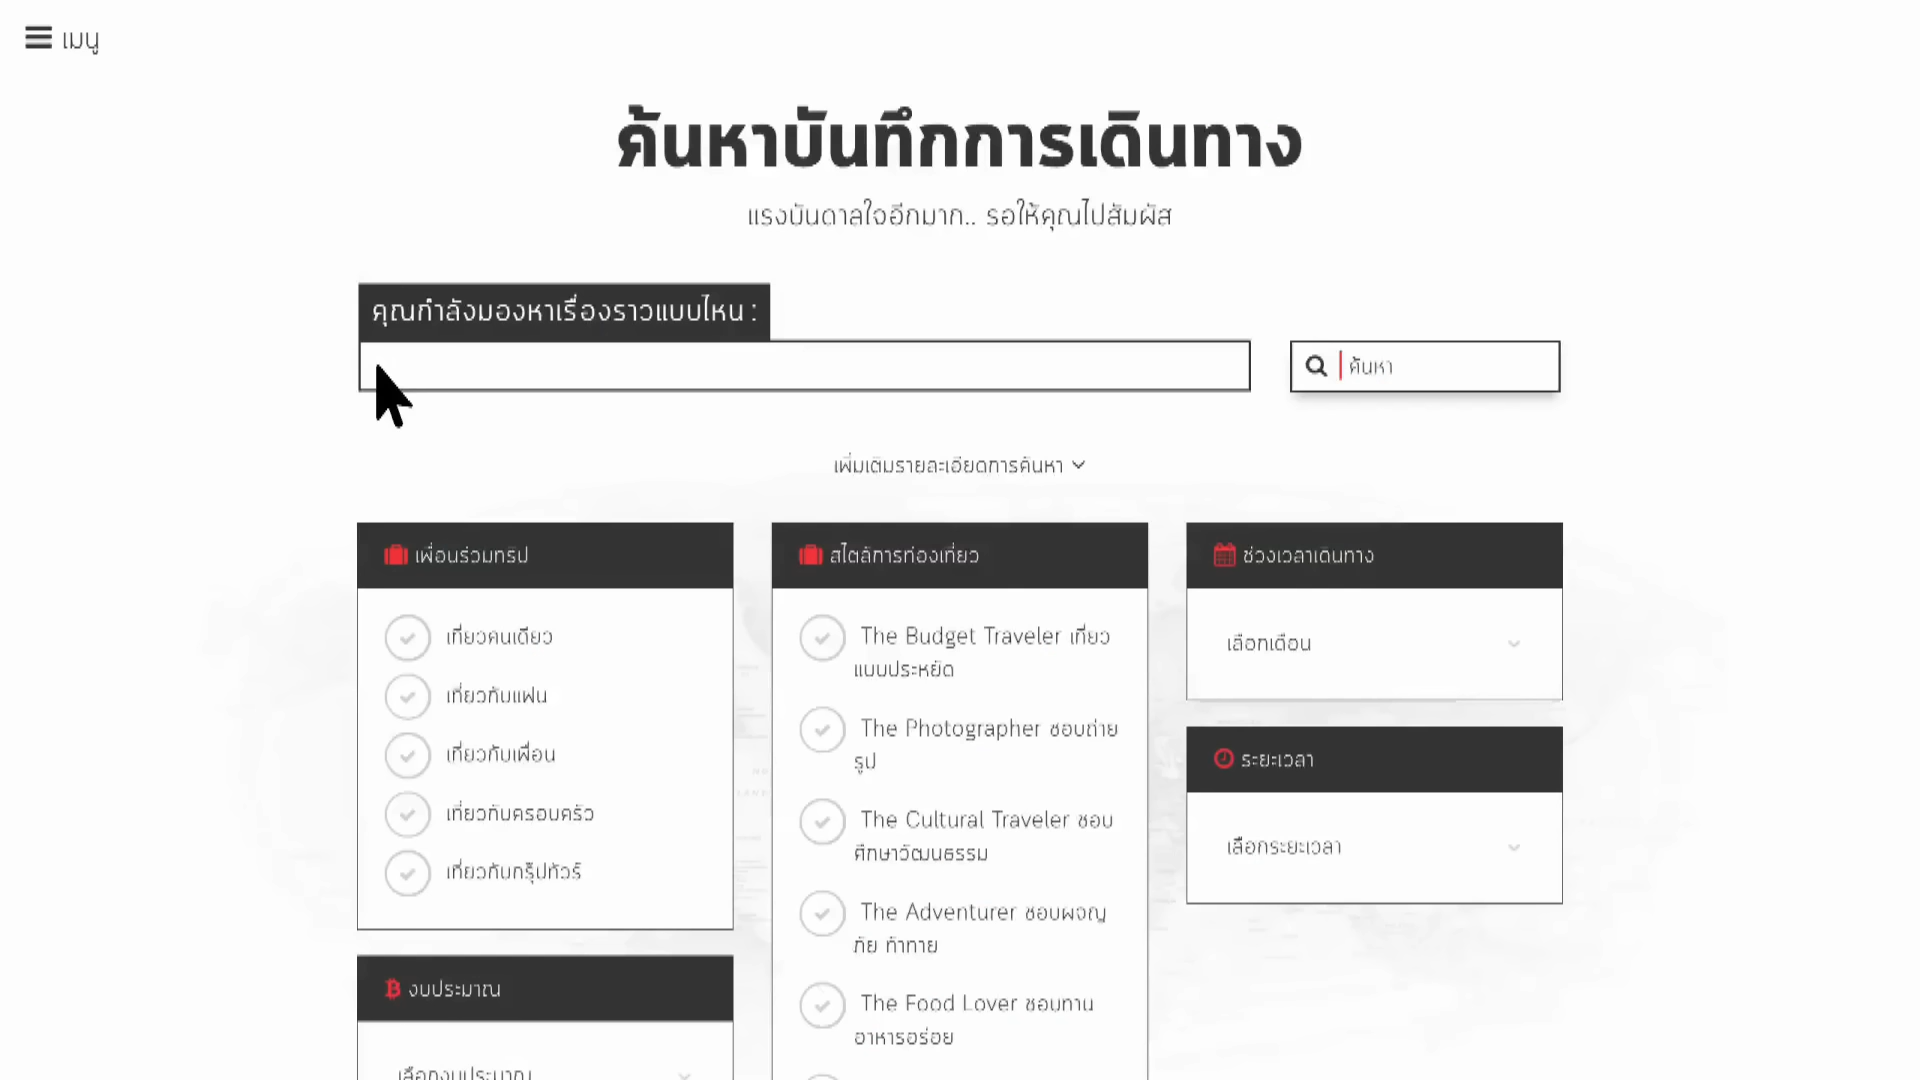 เมนู
ค้นหาบันทึกการเดินทาง
แรงบันดาลใจอีกมาก.. รอให้คุณไปสัมผัส
คุณกำลังมองหาเรื่องราวแบบไหน :
ค้นหา
เพิ่มเติมรายละเอียดการค้นหา
เพื่อนร่วมทริป
เที่ยวคนเดียว
เที่ยวกับแฟน
เที่ยวกับเพื่อน
เที่ยวกับครอบครัว
เที่ยวกับกรุ๊ปทัวร์
งบประมาณ
เลือกงบประมาณ
สไตล์การท่องเที่ยว
The Budget Traveler เที่ยว
แบบประหยัด
The Photographer ชอบถ่าย
รูป
The Cultural Traveler ชอบ
ศึกษาวัฒนธรรม
The Adventurer ชอบผจญ
ภัย ท้าทาย
The Food Lover ชอบทาน
อาหารอร่อย
ช่วงเวลาเดินทาง
เลือกเดือน
ระยะเวลา
เลือกระยะเวลา